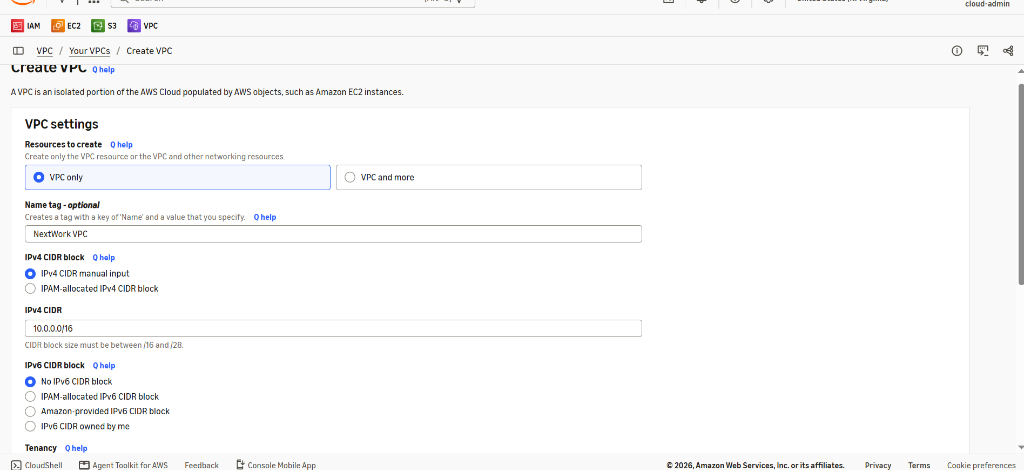 cloud-admin
IAM EC2 S3 VPC
VPC / Your VPCs / Create VPC
Create VPC Q help
A VPC is an isolated portion of the AWS Cloud populated by AWS objects, such as Amazon EC2 instances.
VPC settings
Resources to create Q help
Create only the VPC resource or the VPC and other networking resources.
VPC only VPC and more
Name tag - optional
Creates a tag with a key of 'Name' and a value that you specify. Q help
NextWork VPC
IPv4 CIDR block Q help
IPv4 CIDR manual input
IPAM-allocated IPv4 CIDR block
IPv4 CIDR
10.0.0.0/16
CIDR block size must be between /16 and /28.
IPv6 CIDR block Q help
No IPv6 CIDR block
IPAM-allocated IPv6 CIDR block
Amazon-provided IPv6 CIDR block
IPv6 CIDR owned by me
Tenancy Q help
CloudShell Agent Toolkit for AWS Feedback Console Mobile App © 2026, Amazon Web Services, Inc. or its affiliates. Privacy Terms Cookie preferences